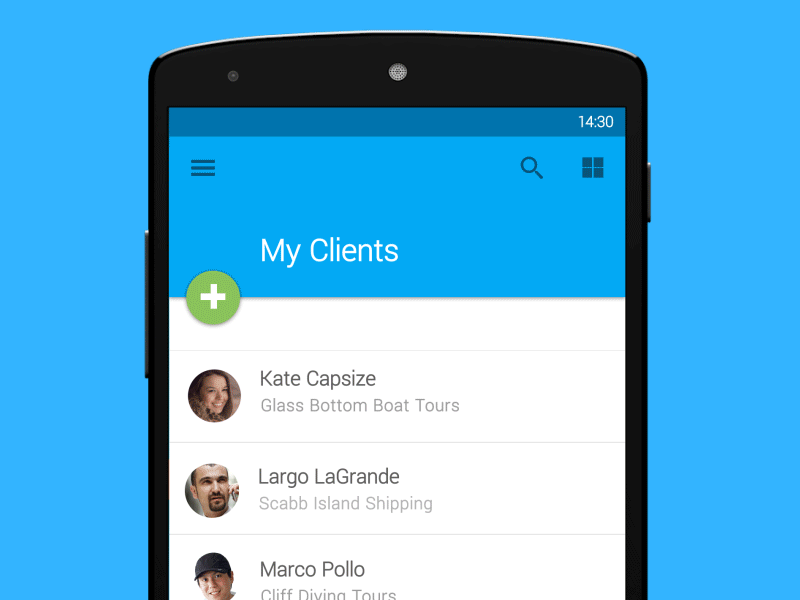 14:30
My Clients
Kate Capsize
Glass Bottom Boat Tours
Largo LaGrande
Scabb Island Shipping
Marco Pollo
Cliff Diving Tours